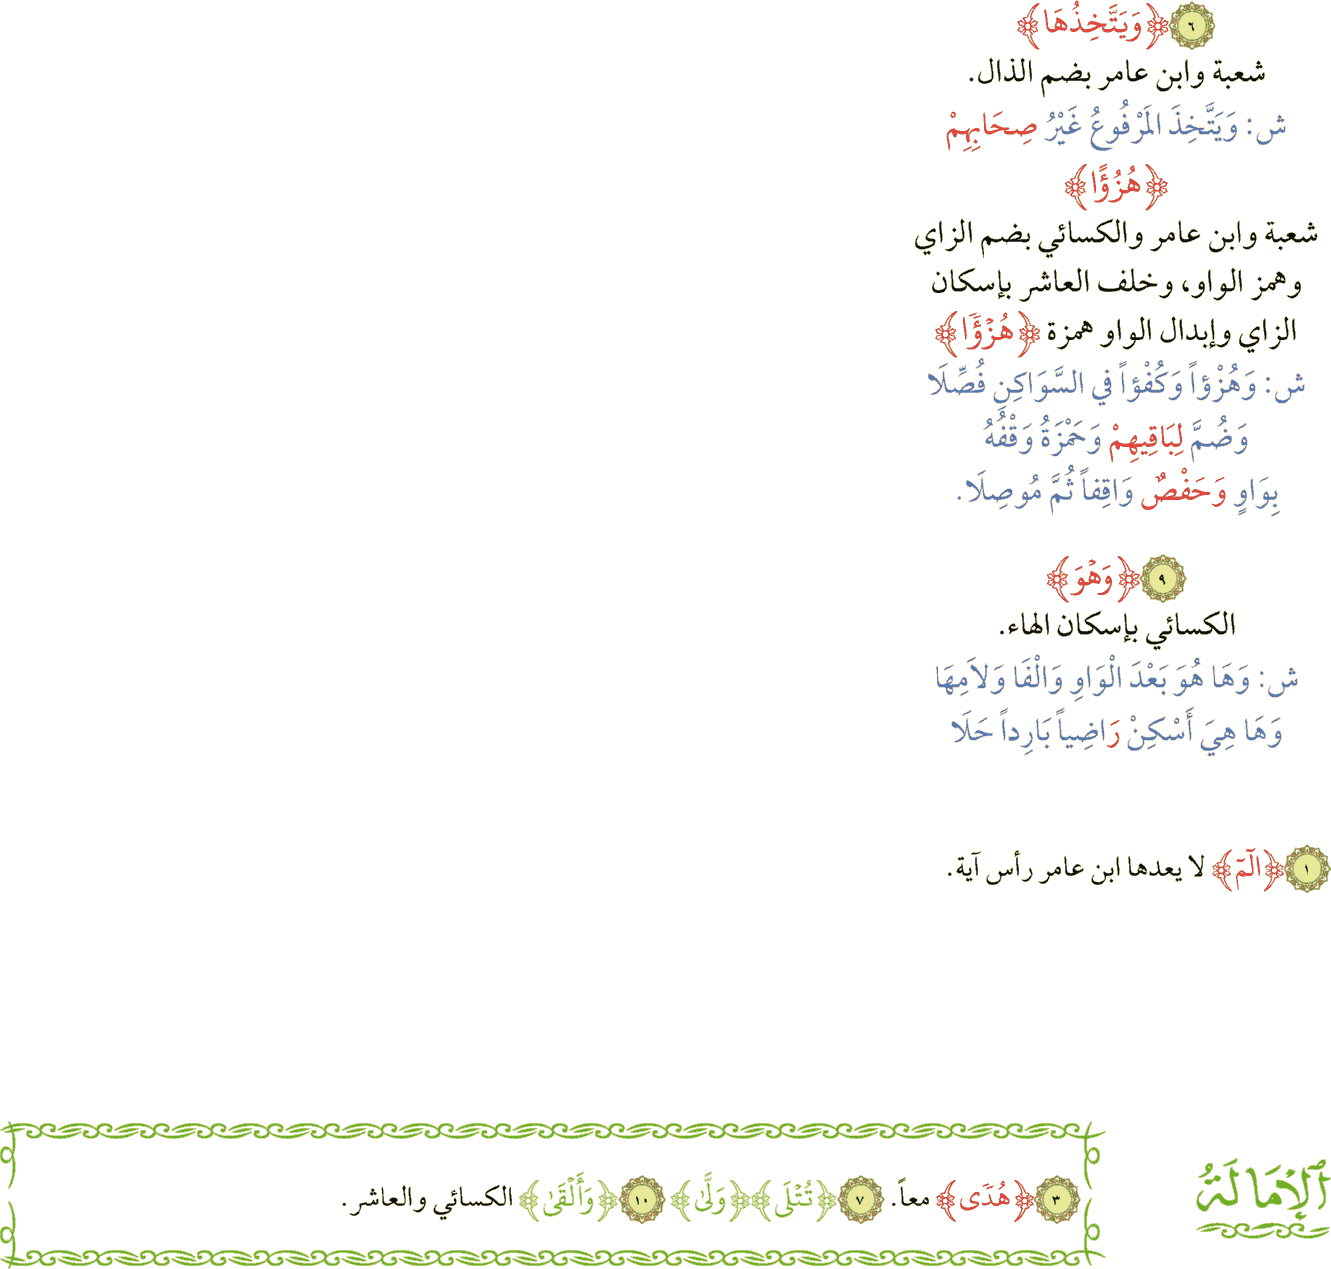 ٦ ﴿وَيَتَّخِذُهَا﴾
شعبة وابن عامر بضم الذال.
ش: وَيَتَّخِذَ المَرْفُوعُ غَيْرُ صِحَابِهِمْ
﴿هُزُؤًا﴾
شعبة وابن عامر والكسائي بضم الزاي
وهمز الواو، وخلف العاشر بإسكان
الزاي وإبدال الواو همزة ﴿هُزۡؤٗا﴾
ش: وَهُزْؤاً وَكُفْؤاً في السَّوَاكِنِ فُصِّلَا
وَضُمَّ لِبَاقِيهِمْ وَحَمْزَةُ وَقْفُهُ
بِوَاوٍ وَحَفْصٌ وَاقِفاً ثُمَّ مُوصِلَا.
٩ ﴿وَهۡوَ﴾
الكسائي بإسكان الهاء.
ش: وَهَا هُوَ بَعْدَ الْوَاوِ وَالْفَا وَلاَمِهَا
وَهَا هِيَ أَسْكِنْ رَاضِياً بَارِداً حَلَا
١ ﴿الٓمٓ﴾ لا يعدها ابن عامر رأس آية.
ٱلْإِمَالَةُ
٣ ﴿هُدٗى﴾ معاً. ٧ ﴿تُتۡلَى﴾ ﴿وَلَّىٰ﴾ ١٠ ﴿وَأَلۡقَىٰ﴾ الكسائي والعاشر.